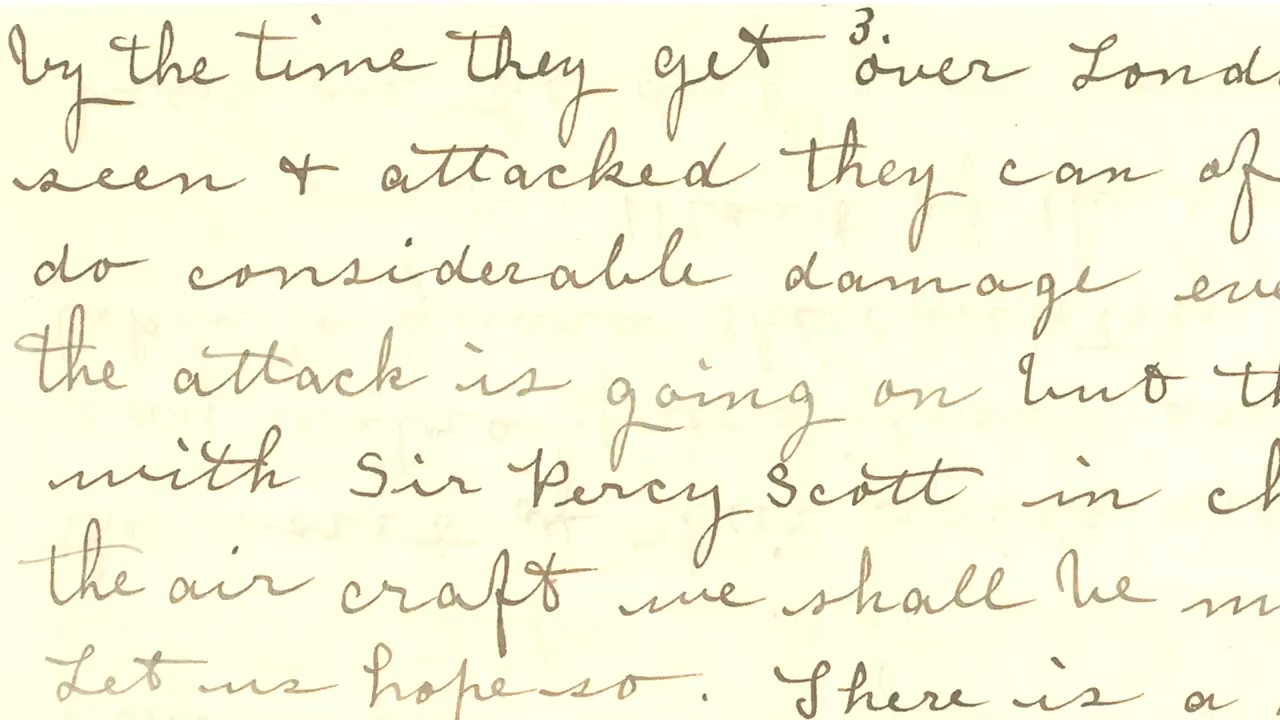 3.
by the time they get over Lond
seen & attacked they can of
do considerable damage eve
the attack is going on but th
with Sir Percy Scott in ch
the air craft we shall be m
Let us hope so. There is a